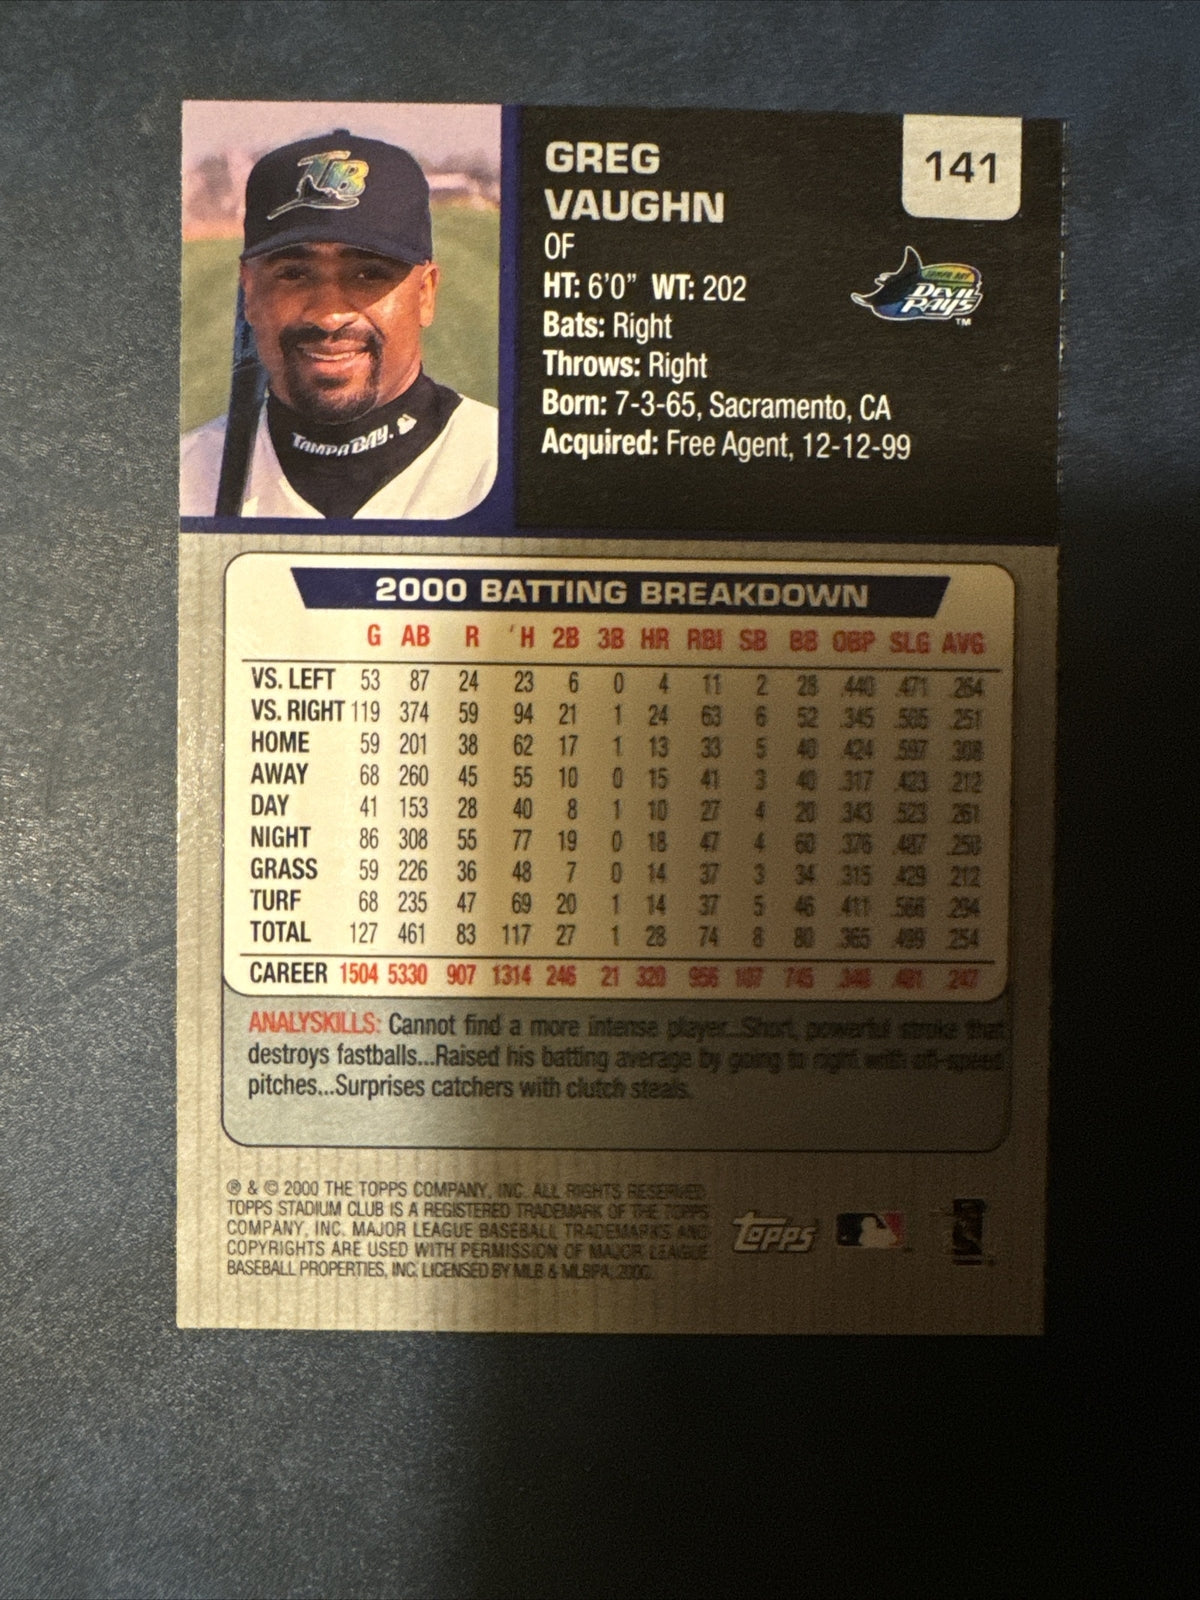 TB
TAMPA BAY.
GREG
VAUGHN
OF
HT: 6'0" WT: 202
Bats: Right
Throws: Right
Born: 7-3-65, Sacramento, CA
Acquired: Free Agent, 12-12-99
141
TAMPA BAY
DEVIL
RAYS
TM
2000 BATTING BREAKDOWN
G AB R H 2B 3B HR RBI SB BB OBP SLG AVG
VS. LEFT 53 87 24 23 6 0 4 11 2 28 .440 .471 .264
VS. RIGHT 119 374 59 94 21 1 24 63 6 52 .345 .505 .251
HOME 59 201 38 62 17 1 13 33 5 40 .424 .597 .308
AWAY 68 260 45 55 10 0 15 41 3 40 .317 .423 .212
DAY 41 153 28 40 8 1 10 27 4 20 .343 .523 .261
NIGHT 86 308 55 77 19 0 18 47 4 60 .376 .487 .250
GRASS 59 226 36 48 7 0 14 37 3 34 .315 .429 .212
TURF 68 235 47 69 20 1 14 37 5 46 .411 .566 .294
TOTAL 127 461 83 117 27 1 28 74 8 80 .365 .499 .254
CAREER 1504 5330 907 1314 246 21 320 956 107 745 .481 .247
ANALYSKILLS: Cannot find a more intense player...Short, powerful stroke that
destroys fastballs...Raised his batting average by going to right with off-speed
pitches...Surprises catchers with clutch steals.
® & © 2000 THE TOPPS COMPANY, INC. ALL RIGHTS RESERVED.
TOPPS STADIUM CLUB IS A REGISTERED TRADEMARK OF THE TOPPS
COMPANY, INC. MAJOR LEAGUE BASEBALL TRADEMARKS AND
COPYRIGHTS ARE USED WITH PERMISSION OF MAJOR LEAGUE
BASEBALL PROPERTIES, INC. LICENSED BY MLB & MLBPA, 2000.
TOPPS